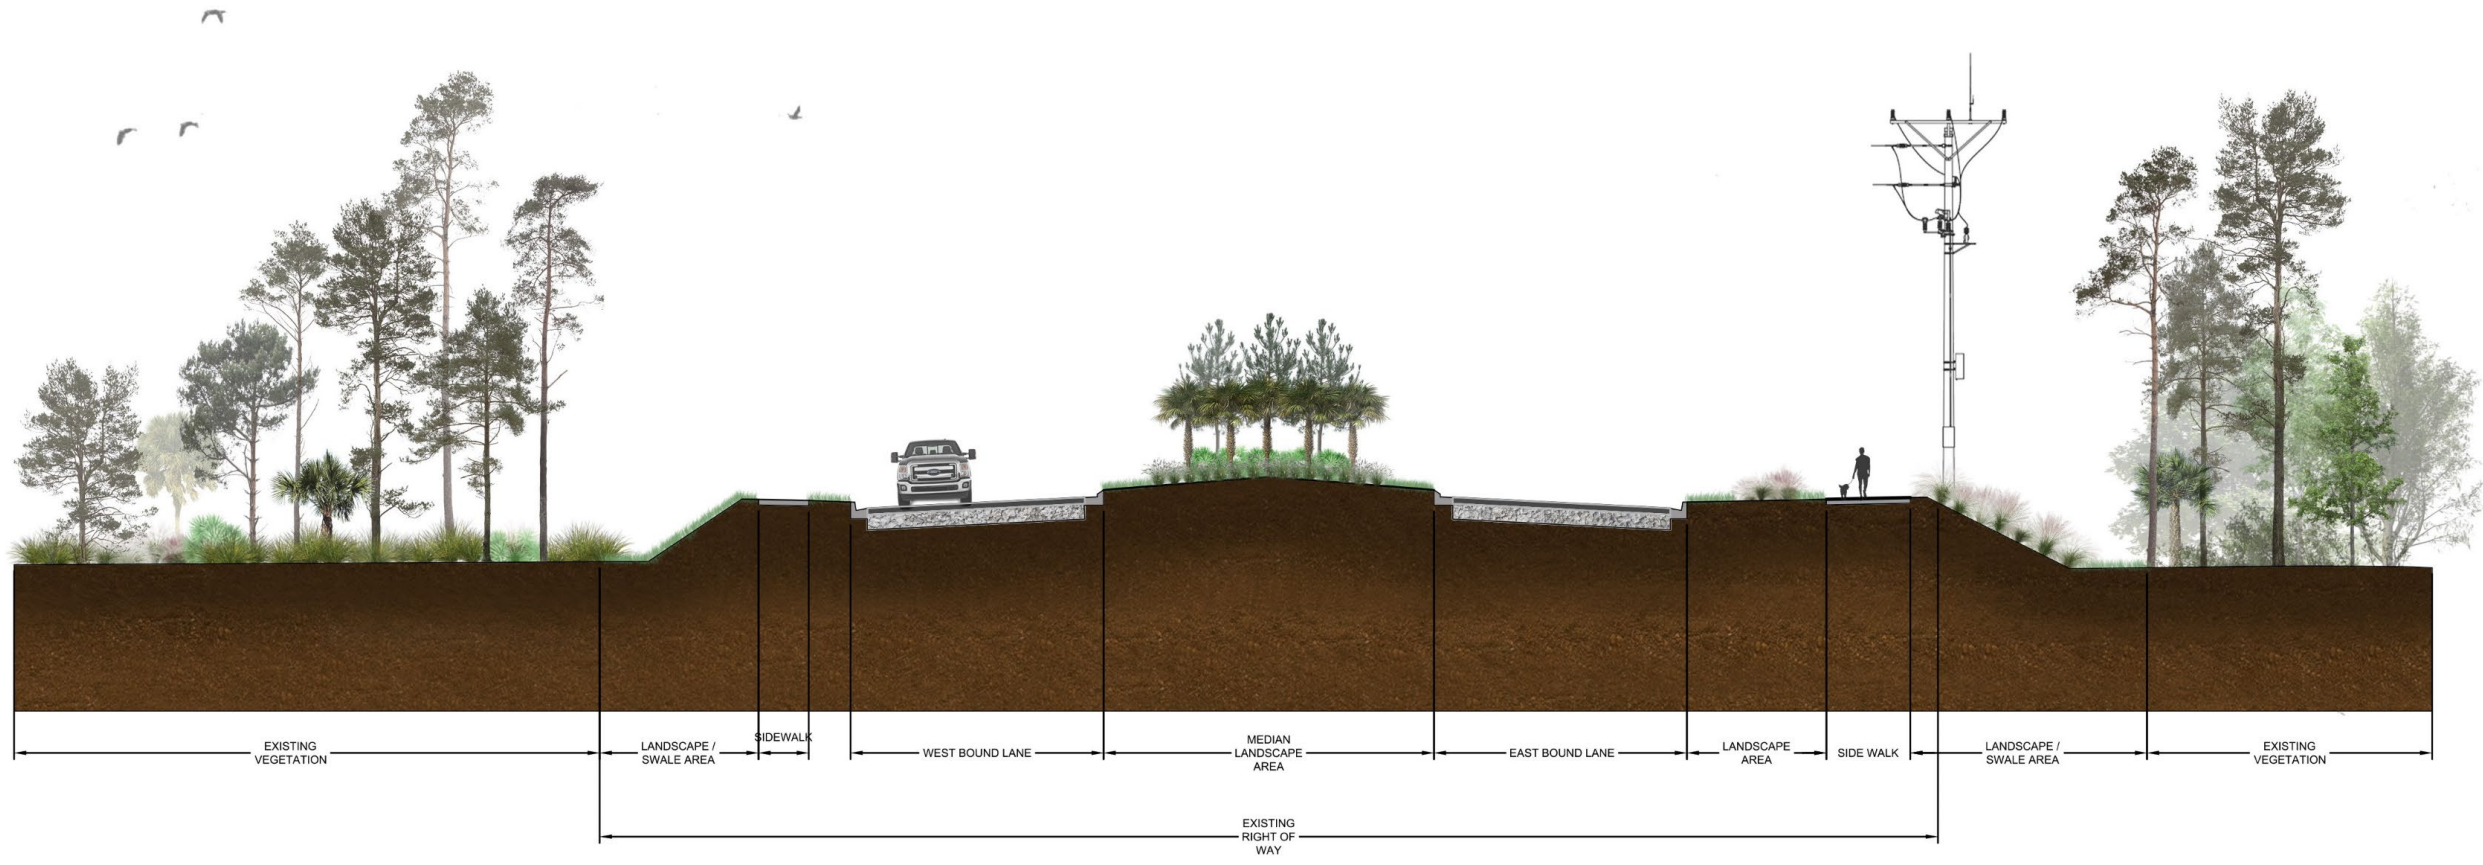 EXISTING
VEGETATION
LANDSCAPE /
SWALE AREA
SIDEWALK
WEST BOUND LANE
MEDIAN
LANDSCAPE
AREA
EAST BOUND LANE
LANDSCAPE
AREA
SIDE WALK
LANDSCAPE /
SWALE AREA
EXISTING
VEGETATION
EXISTING
RIGHT OF
WAY